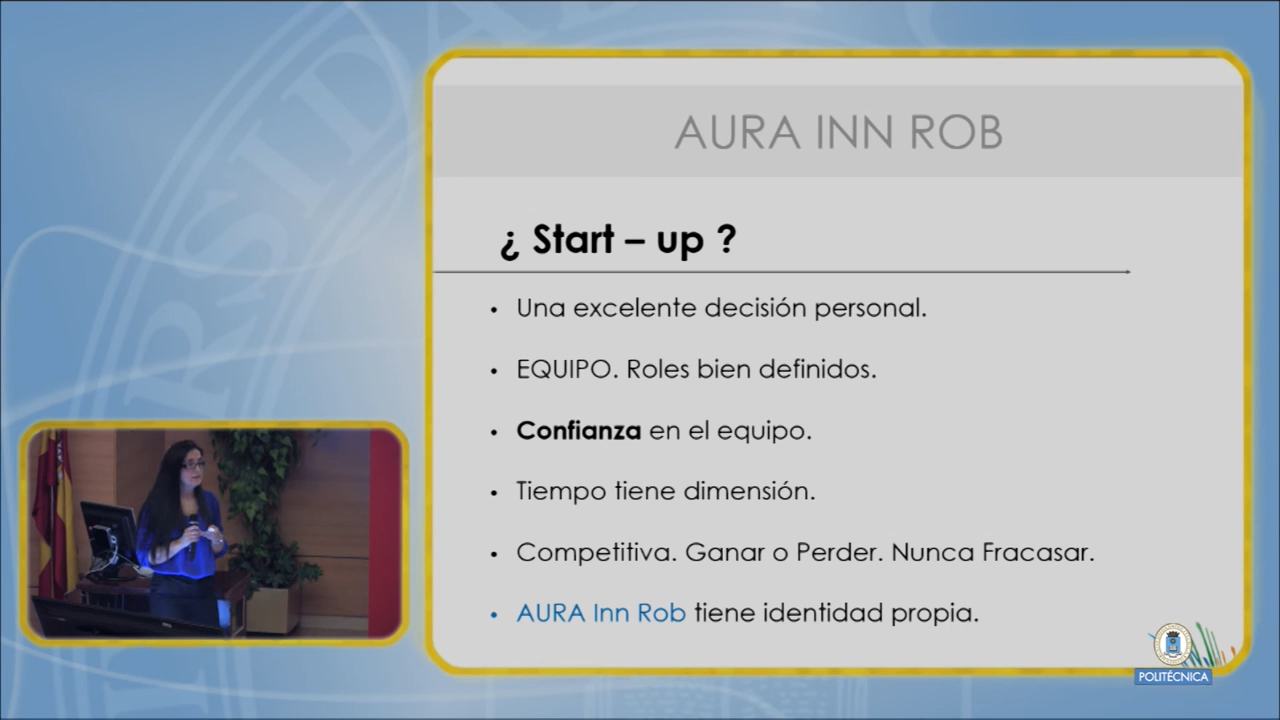 AURA INN ROB
¿ Start – up ?
• Una excelente decisión personal.
• EQUIPO. Roles bien definidos.
• Confianza en el equipo.
• Tiempo tiene dimensión.
• Competitiva. Ganar o Perder. Nunca Fracasar.
• AURA Inn Rob tiene identidad propia.
POLITÉCNICA